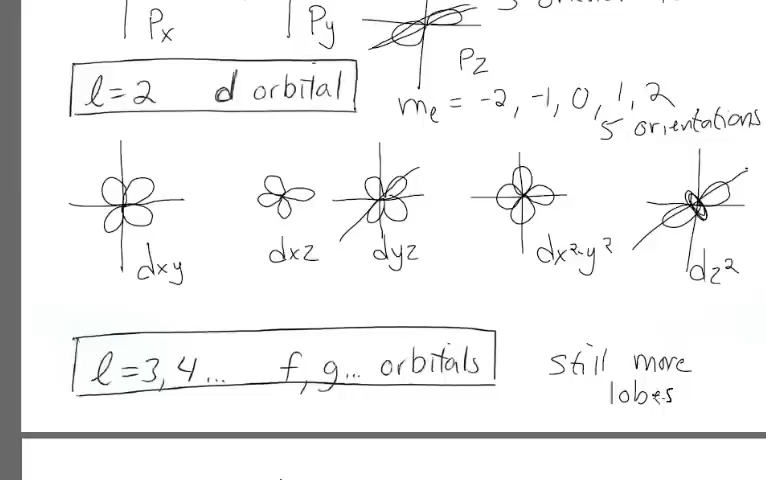 Px Py
Pz
l=2 d orbital
mℓ = -2, -1, 0, 1, 2
5 orientations
dxy dxz dyz dx²-y² dz²
l=3, 4... f, g... orbitals
still more
lobes